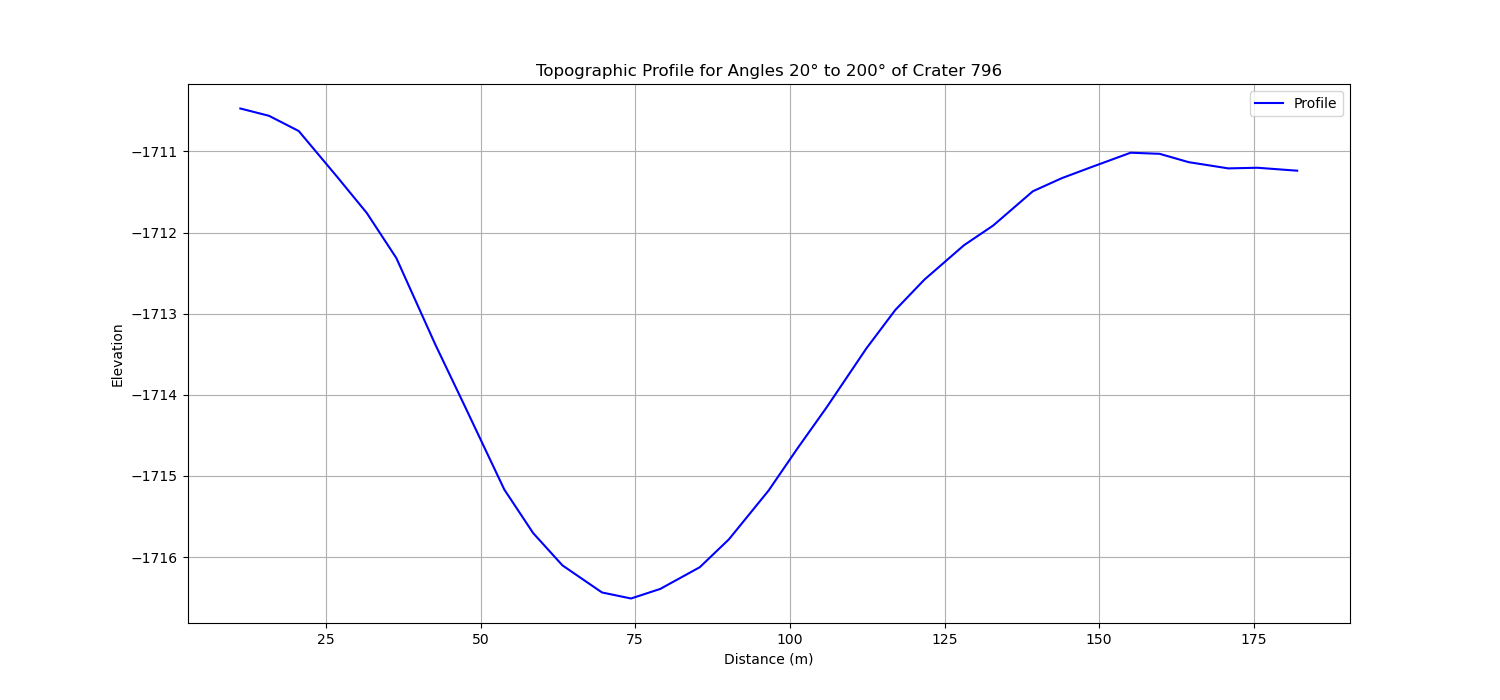 Topographic Profile for Angles 20° to 200° of Crater 796
Profile
−1711
−1712
−1713
−1714
−1715
−1716
Elevation
25 50 75 100 125 150 175
Distance (m)